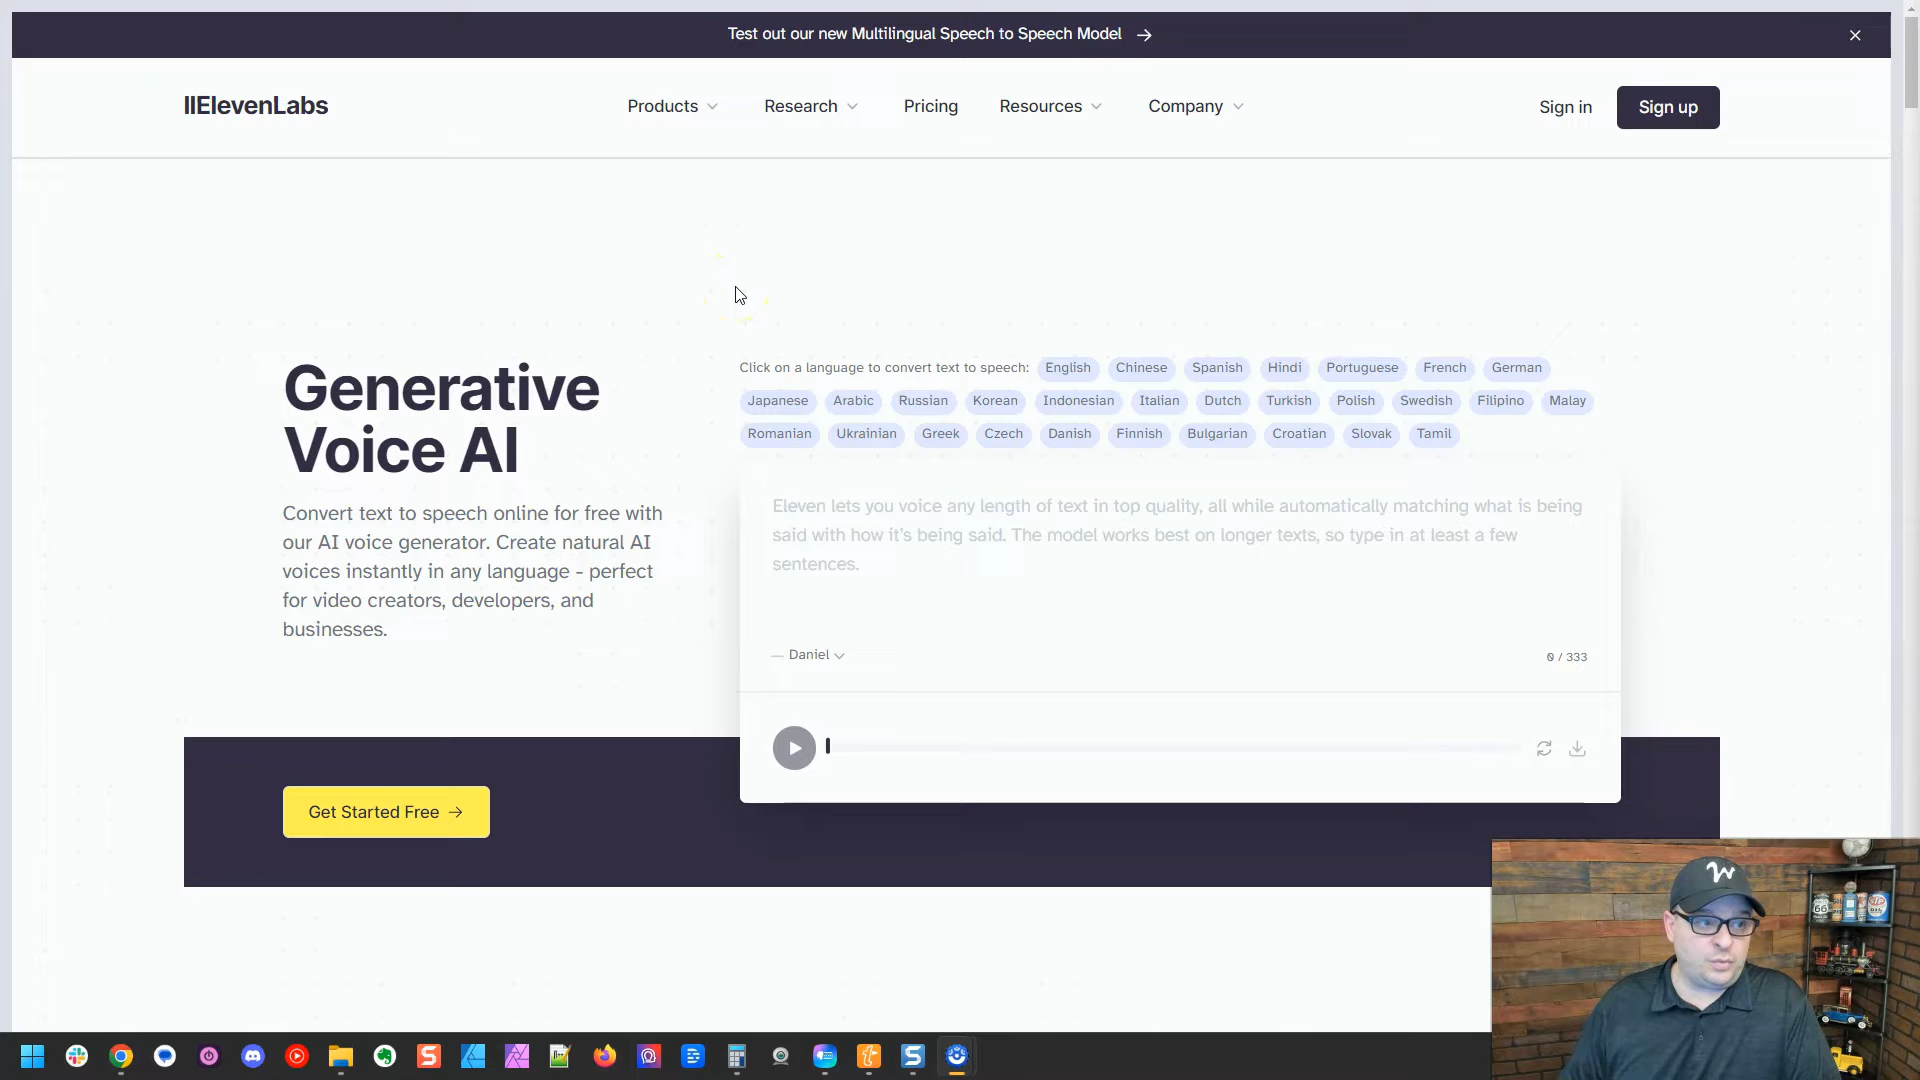 Test out our new Multilingual Speech to Speech Model →
IIElevenLabs
Products
Research
Pricing
Resources
Company
Sign in
Sign up
Generative
Voice AI
Convert text to speech online for free with
our AI voice generator. Create natural AI
voices instantly in any language - perfect
for video creators, developers, and
businesses.
Get Started Free →
Click on a language to convert text to speech: English Chinese Spanish Hindi Portuguese French German
Japanese Arabic Russian Korean Indonesian Italian Dutch Turkish Polish Swedish Filipino Malay
Romanian Ukrainian Greek Czech Danish Finnish Bulgarian Croatian Slovak Tamil
Eleven lets you voice any length of text in top quality, all while automatically matching what is being
said with how it's being said. The model works best on longer texts, so type in at least a few
sentences.
— Daniel
0 / 333